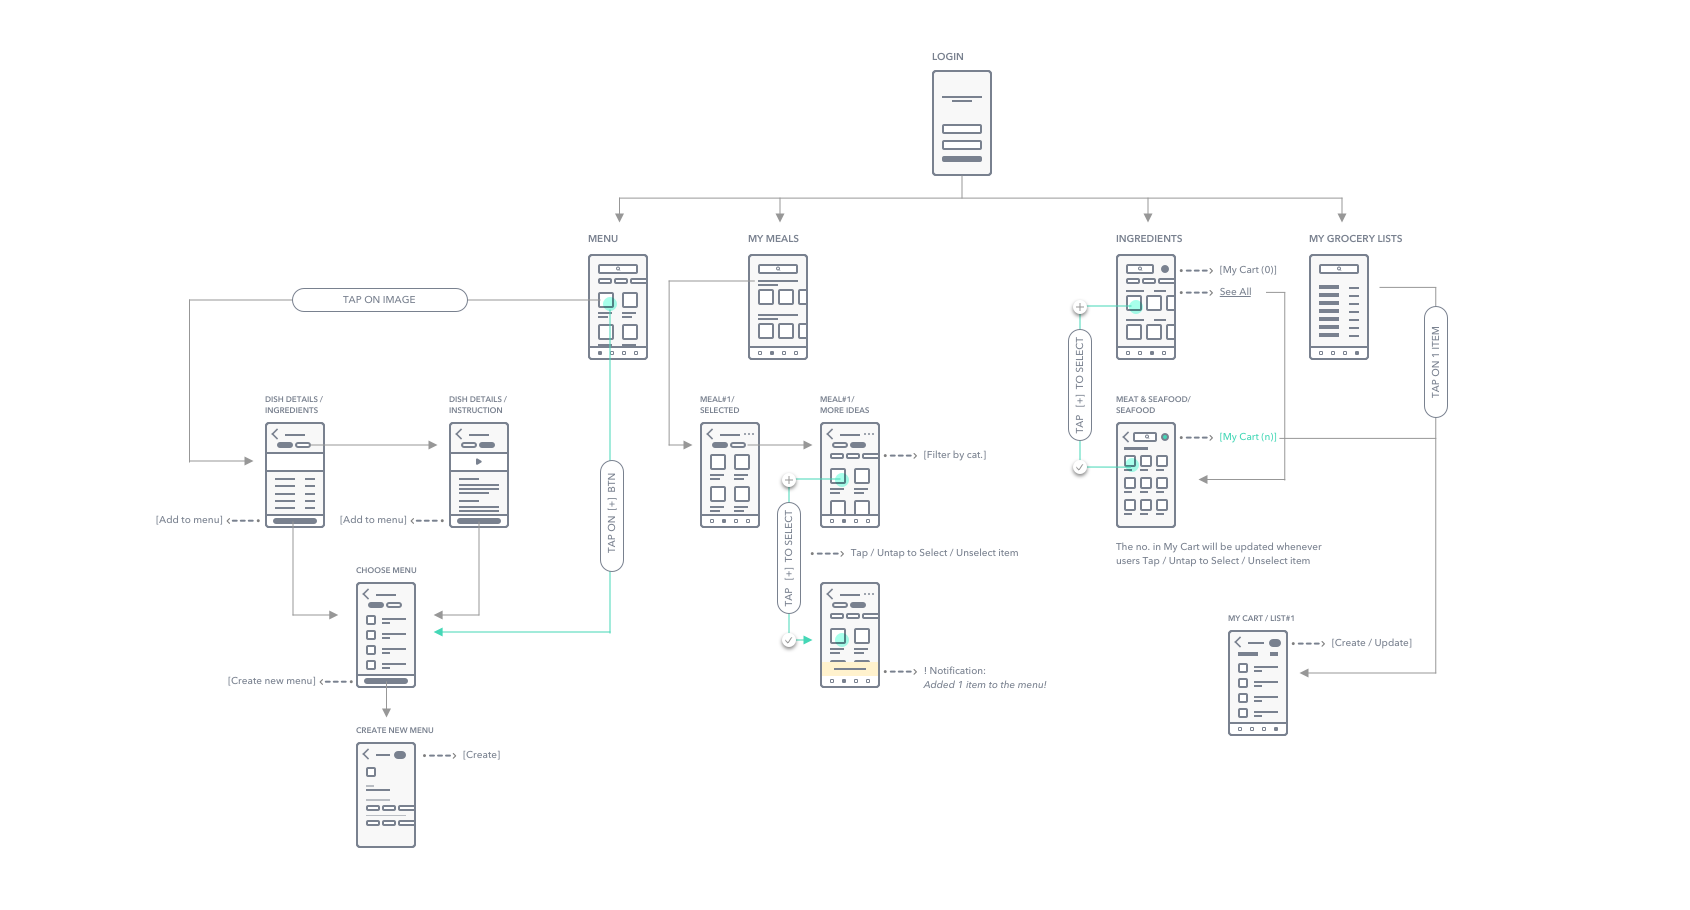 LOGIN
MENU
MY MEALS
INGREDIENTS
MY GROCERY LISTS
[My Cart (0)]
See All
TAP ON IMAGE
TAP [+] TO SELECT
TAP ON 1 ITEM
DISH DETAILS /
INGREDIENTS
DISH DETAILS /
INSTRUCTION
MEAL#1/
SELECTED
MEAL#1/
MORE IDEAS
MEAT & SEAFOOD/
SEAFOOD
[My Cart (n)]
[Filter by cat.]
[Add to menu]
[Add to menu]
TAP ON [+] BTN
TAP [+] TO SELECT
Tap / Untap to Select / Unselect item
The no. in My Cart will be updated whenever
users Tap / Untap to Select / Unselect item
CHOOSE MENU
MY CART / LIST#1
[Create / Update]
[Create new menu]
! Notification:
Added 1 item to the menu!
CREATE NEW MENU
[Create]